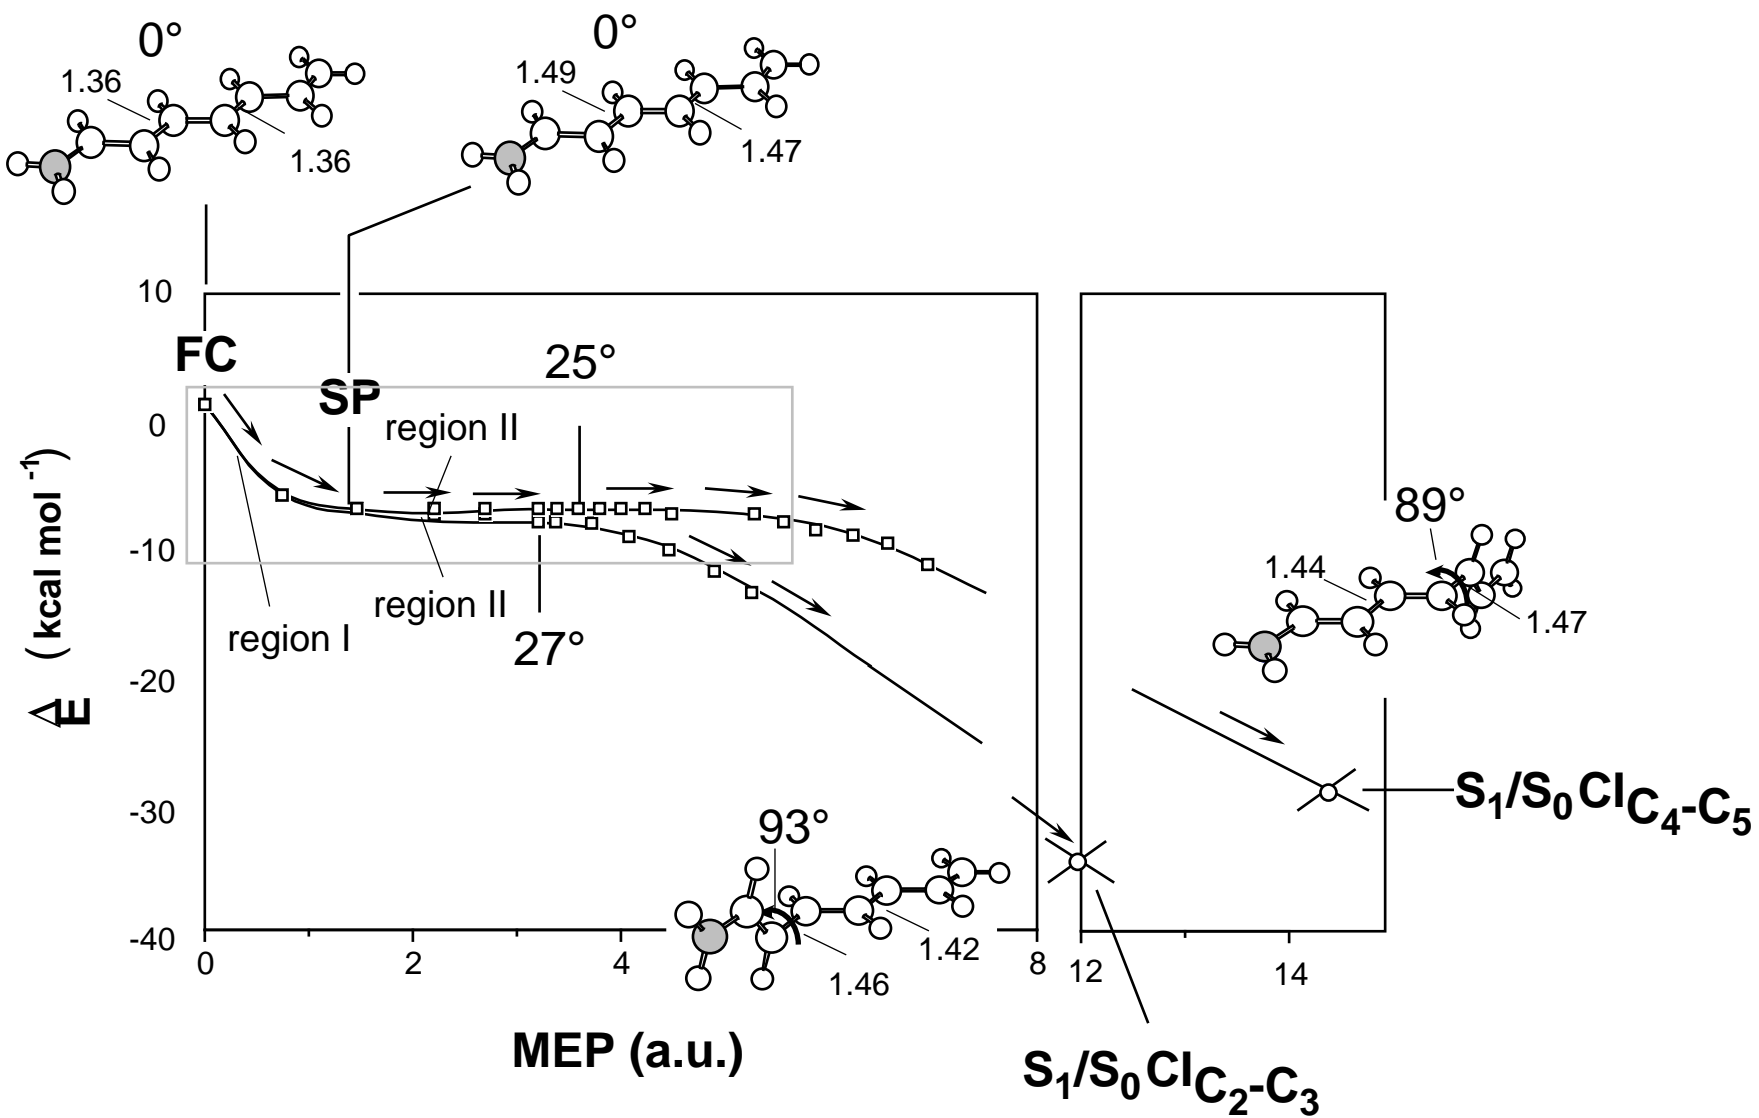 0°
0°
1.36
1.49
1.36
1.47
10
FC
25°
SP
region II
0
89°
-10
1.44
region II
1.47
region I
27°
ΔE (kcal mol -1)
-20
S1/S0 CIC4-C5
-30
93°
-40
1.42
0
2
4
8
12
14
1.46
MEP (a.u.)
S1/S0 CIC2-C3